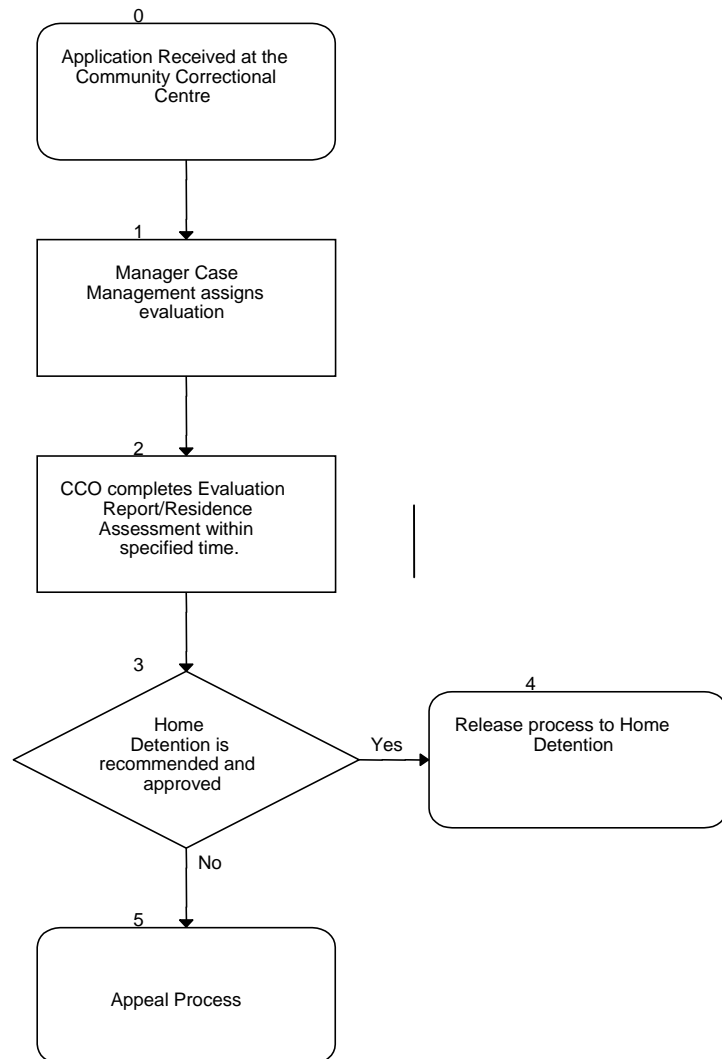 0
Application Received at the
Community Correctional
Centre
1
Manager Case
Management assigns
evaluation
2
CCO completes Evaluation
Report/Residence
Assessment within
specified time.
3
Home
Detention is
recommended and
approved
Yes
4
Release process to Home
Detention
No
5
Appeal Process